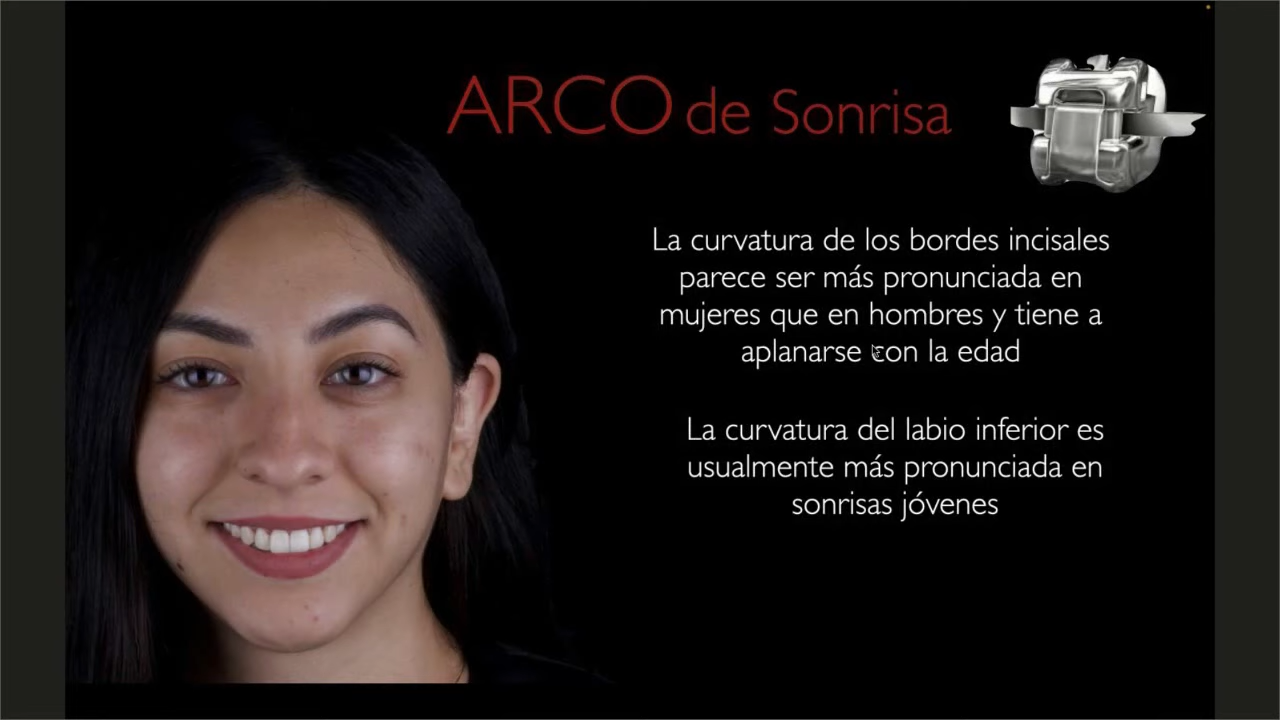 ARCO de Sonrisa
La curvatura de los bordes incisales
parece ser más pronunciada en
mujeres que en hombres y tiene a
aplanarse con la edad
La curvatura del labio inferior es
usualmente más pronunciada en
sonrisas jóvenes